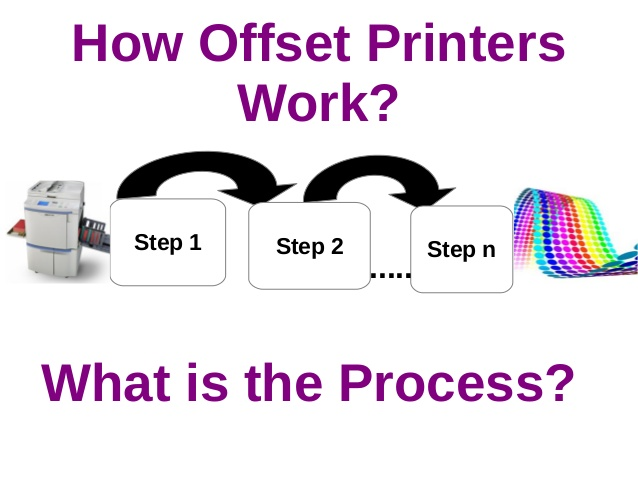 How Offset Printers
Work?
Step 1
Step 2
.....
Step n
What is the Process?